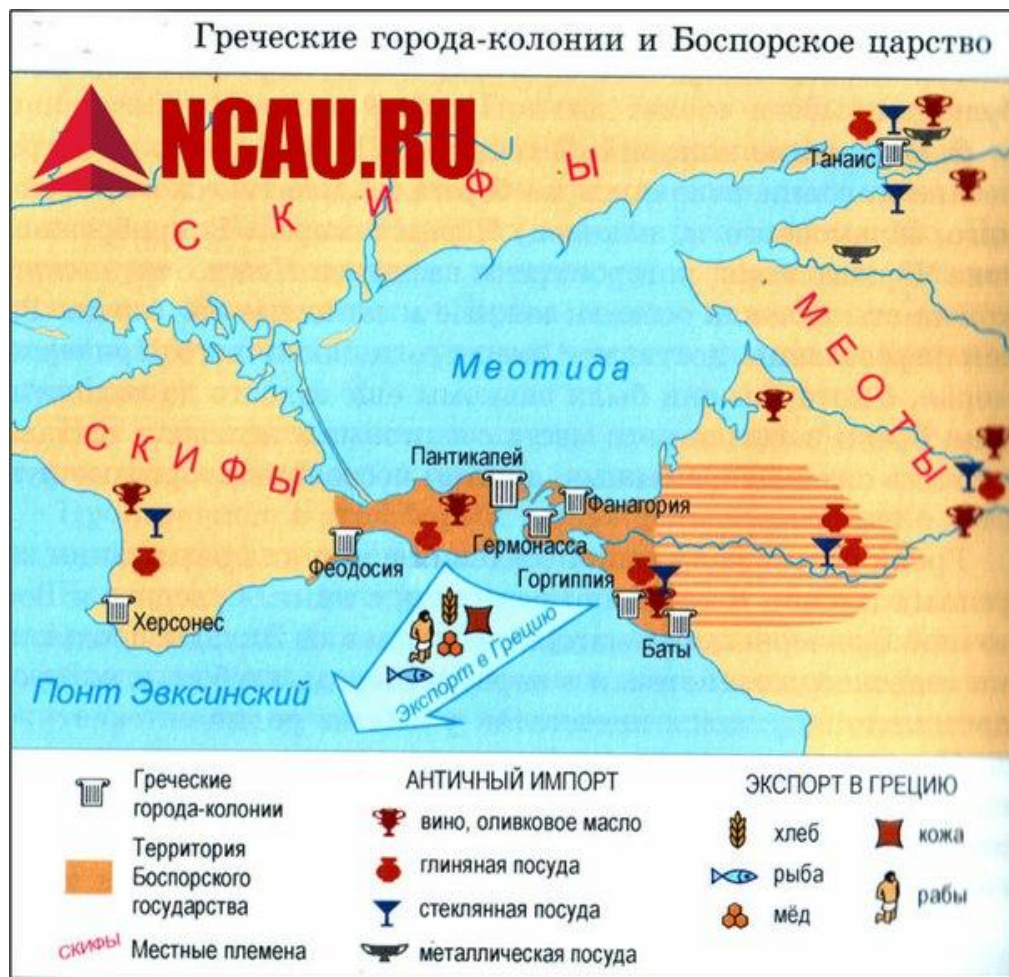 Греческие города-колонии и Боспорское царство
NCAU.RU
СКИФЫ
Танаис
МЕОТЫ
Меотида
СКИФЫ
Пантикапей
Фанагория
Гермонасса
Феодосия
Горгиппия
Херсонес
Баты
Экспорт в Грецию
Понт Эвксинский
Греческие
города-колонии
Территория
Боспорского
государства
СКИФЫ Местные племена
АНТИЧНЫЙ ИМПОРТ
вино, оливковое масло
глиняная посуда
стеклянная посуда
металлическая посуда
ЭКСПОРТ В ГРЕЦИЮ
хлеб
рыба
мёд
кожа
рабы